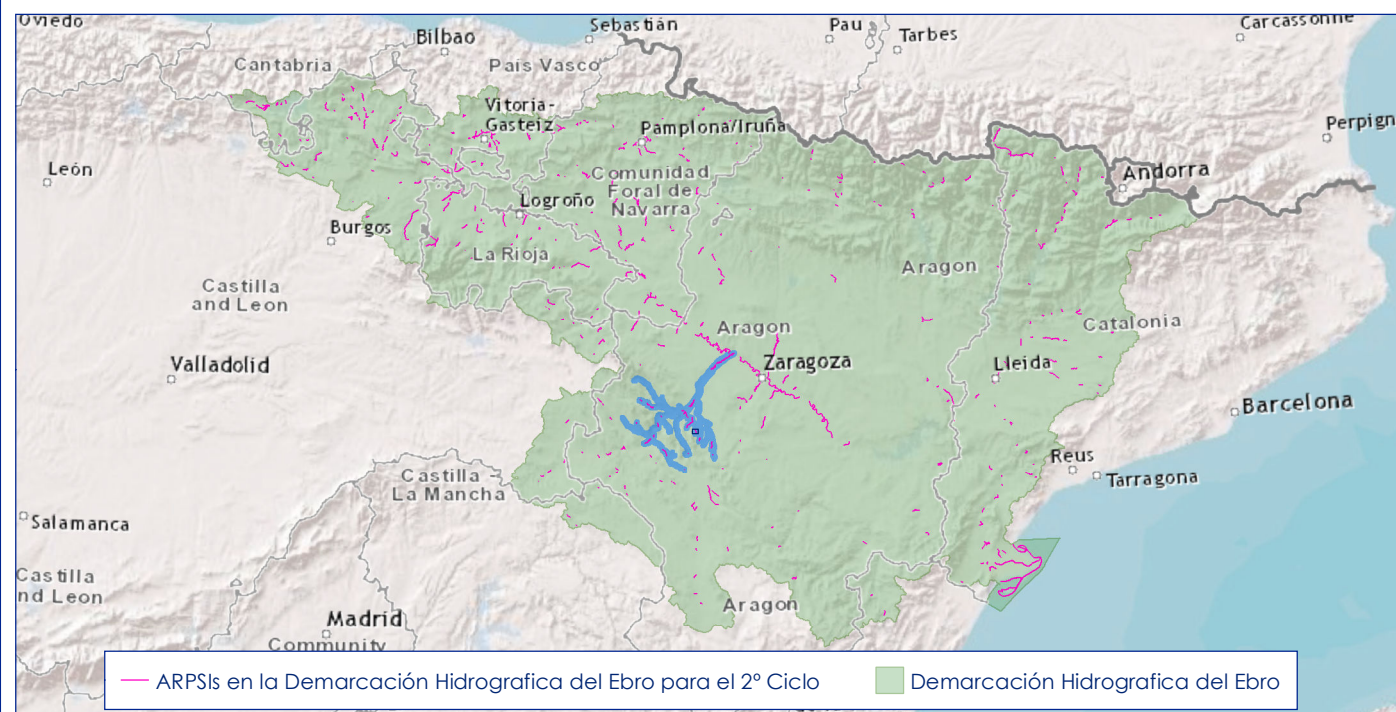 Oviedo
Sebastián
Pau
Carcassonne
Bilbao
Tarbes
Cantabria
País Vasco
Vitoria-
Gasteiz
Pamplona/Iruña
Perpign
León
Comunidad
Foral de
Navarra
Andorra
Logroño
Burgos
La Rioja
Aragon
Castilla
and Leon
Aragon
Catalonia
Valladolid
Zaragoza
Lleida
Barcelona
Reus
Castilla
La Mancha
Tarragona
Salamanca
Castilla
nd Leon
Aragon
Madrid
Community
ARPSIs en la Demarcación Hidrografica del Ebro para el 2º Ciclo
Demarcación Hidrografica del Ebro